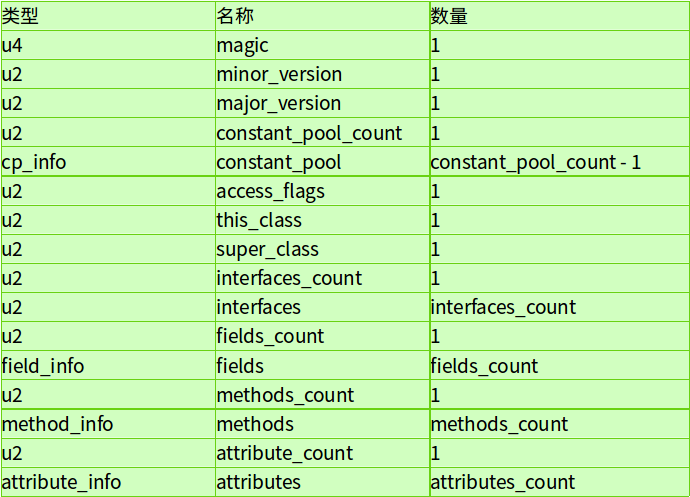 类型 名称 数量
u4 magic 1
u2 minor_version 1
u2 major_version 1
u2 constant_pool_count 1
cp_info constant_pool constant_pool_count - 1
u2 access_flags 1
u2 this_class 1
u2 super_class 1
u2 interfaces_count 1
u2 interfaces interfaces_count
u2 fields_count 1
field_info fields fields_count
u2 methods_count 1
method_info methods methods_count
u2 attribute_count 1
attribute_info attributes attributes_count